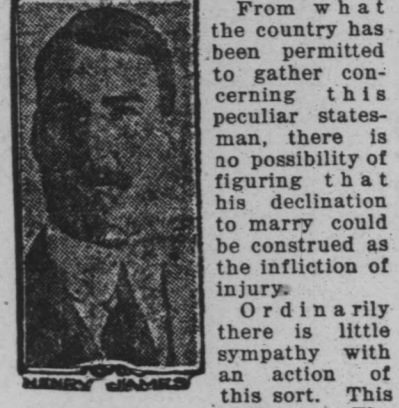 From what
the country has
been permitted
to gather con-
cerning this
peculiar states-
man, there is
no possibility of
figuring that
his declination
to marry could
be construed as
the infliction of
injury.
Ordinarily
there is little
sympathy with
an action of
this sort. This
HENRY JAMES